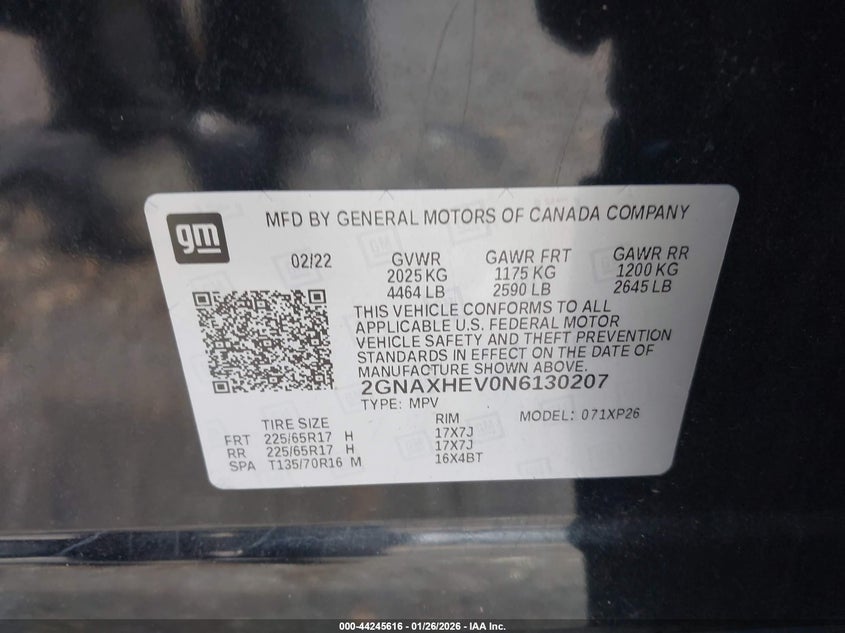 gm
MFD BY GENERAL MOTORS OF CANADA COMPANY
02/22 GVWR GAWR FRT GAWR RR
2025 KG 1175 KG 1200 KG
4464 LB 2590 LB 2645 LB
THIS VEHICLE CONFORMS TO ALL
APPLICABLE U.S. FEDERAL MOTOR
VEHICLE SAFETY AND THEFT PREVENTION
STANDARDS IN EFFECT ON THE DATE OF
MANUFACTURE SHOWN ABOVE.
2GNAXHEV0N6130207
TYPE: MPV
MODEL: 071XP26
TIRE SIZE RIM
FRT 225/65R17 H 17X7J
RR 225/65R17 H 17X7J
SPA T135/70R16 M 16X4BT
000-44245616 - 01/26/2026 - IAA Inc.